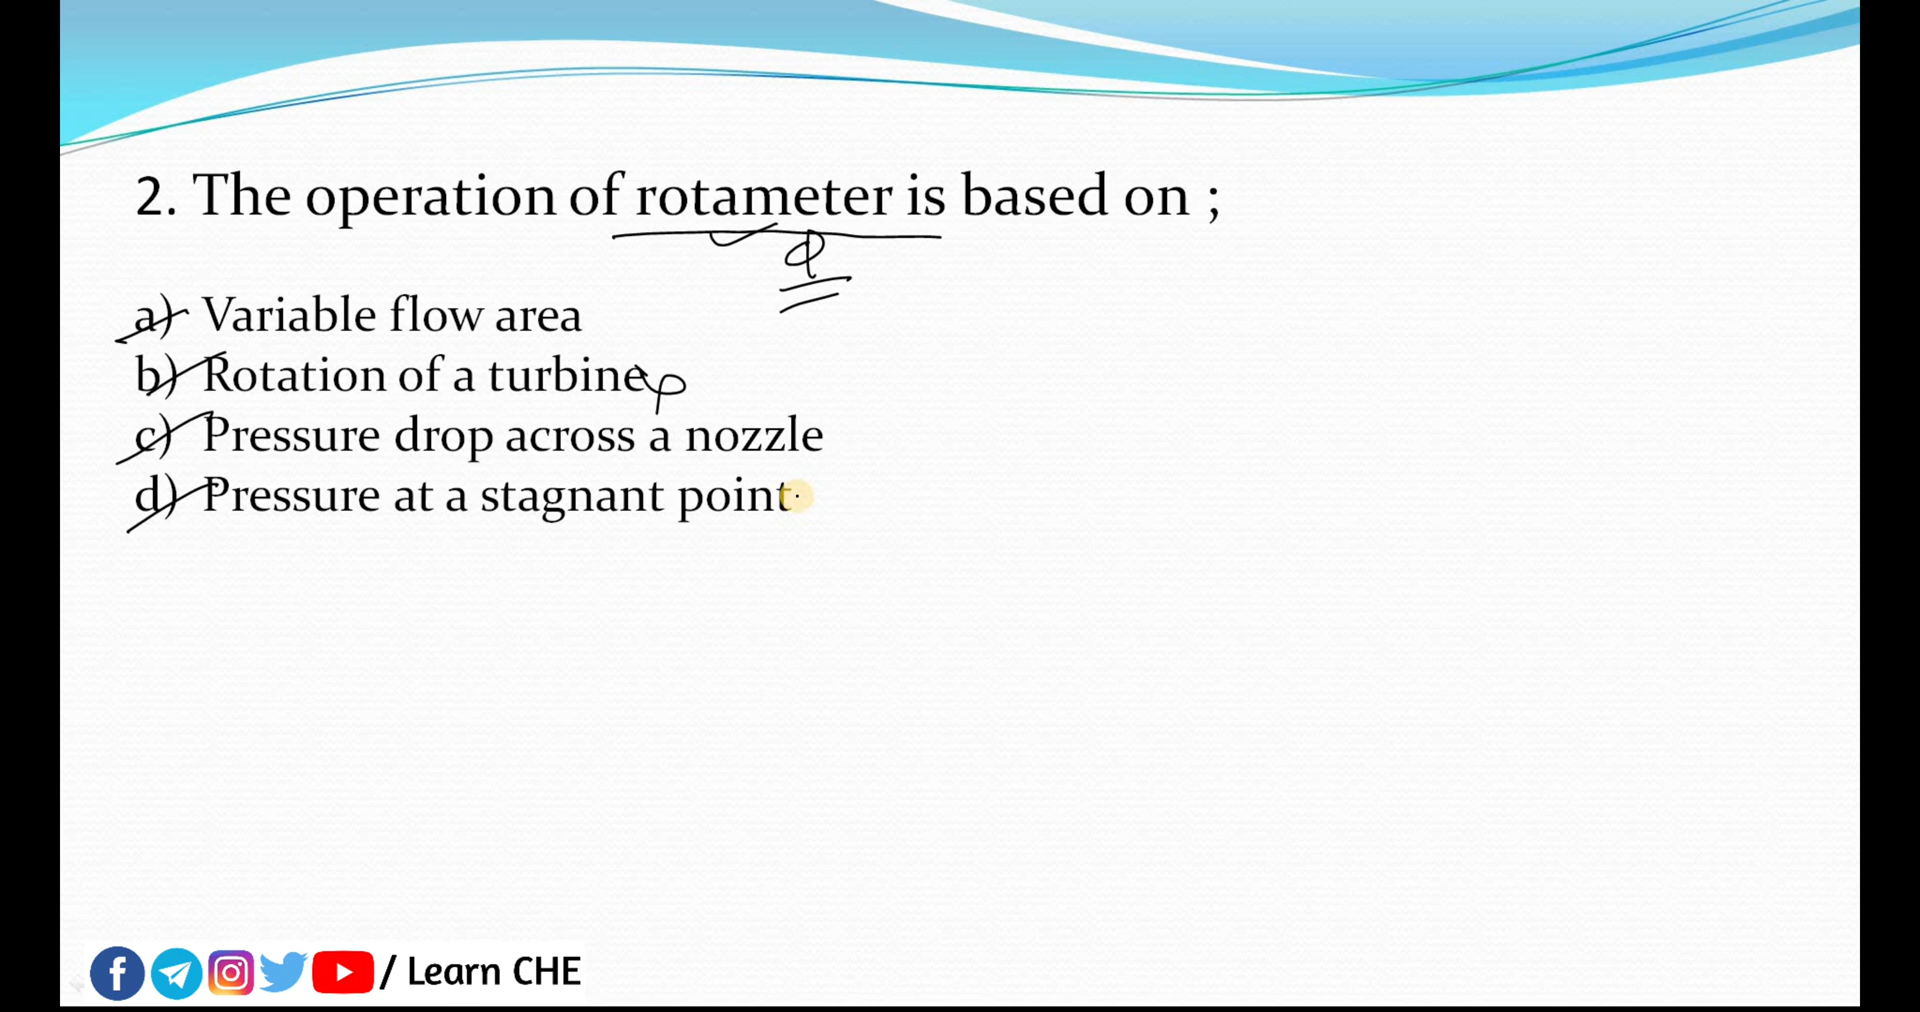 2. The operation of rotameter is based on ;
a) Variable flow area
b) Rotation of a turbine
c) Pressure drop across a nozzle
d) Pressure at a stagnant point
/ Learn CHE